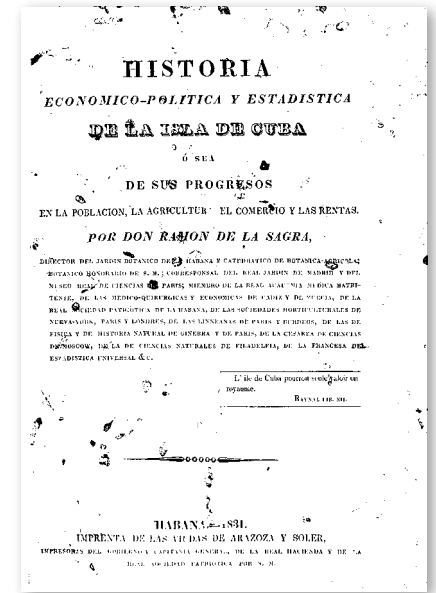 HISTORIA
ECONOMICO-POLITICA Y ESTADISTICA
DE LA ISLA DE CUBA
Ó SEA
DE SUS PROGRESOS
EN LA POBLACION, LA AGRICULTUR EL COMERCIO Y LAS RENTAS.
POR DON RAMON DE LA SAGRA,
DIRECTOR DEL JARDIN BOTANICO DE LA HABANA Y CATEDRATICO DE BOTANICA-AGRICOLA;
BOTANICO HONORARIO DE S. M.; CORRESPONSAL DEL REAL JARDIN DE MADRID Y DEL
MUSEO REAL DE CIENCIAS DE PARIS; MIEMBRO DE LA REAL ACADEMIA MEDICA MATRI-
TENSE, DE LAS MEDICO-QUIRURGICAS Y ECONOMICAS DE CADIZ Y DE MURCIA, DE LA
REAL SOCIEDAD PATRIOTICA DE LA HABANA, DE LAS SOCIEDADES HORTICULTURALES DE
NUEVA-YORK, PARIS Y LONDRES, DE LAS LINNEANAS DE PARIS Y BURDEOS, DE LAS DE
FISICA Y DE HISTORIA NATURAL DE GINEBRA Y DE PARIS, DE LA CESAREA DE CIENCIAS
DE MOSCOW, DE LA DE CIENCIAS NATURALES DE FILADELFIA, DE LA FRANCESA DE
ESTADISTICA UNIVERSAL &C.
L' ile de Cuba pourroit seule valoir un
royaume.
RAYNAL LIB. XII.
HABANA.—1831.
IMPRENTA DE LAS VIUDAS DE ARAZOZA Y SOLER,
IMPRESORAS DEL GOBIERNO Y CAPITANIA GENERAL, DE LA REAL HACIENDA Y DE LA
REAL SOCIEDAD PATRIOTICA POR S. M.